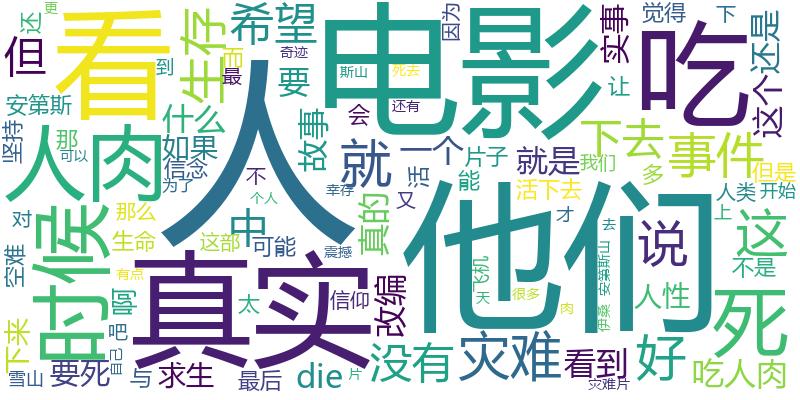 还
但
看
到
希望
生存
而
最
要
奇迹
斯山
死去
还有
电影
因为
实事
让
觉得
吃
下
更
还是
这个
安第斯
坚持
那
可以
人肉
什么
如果
信念
为了
不
个人
人
故事
会
幸存
就
活
又
一个
片子
能
就是
活下去
才
下去
我们
多
事件
但是
人类
开始
上
对
空难
时候
那么
生命
这部
啊
中
可能
太
震撼
真的
信仰
他们
飞机
天
很多
伊桑
安第斯山
去
肉
说
人性
这
不是
死
下来
雪山
有点
吧
自己
要死
与
真实
求生
最后
die
片
改编
没有
灾难
看到
灾难片
好
吃人肉